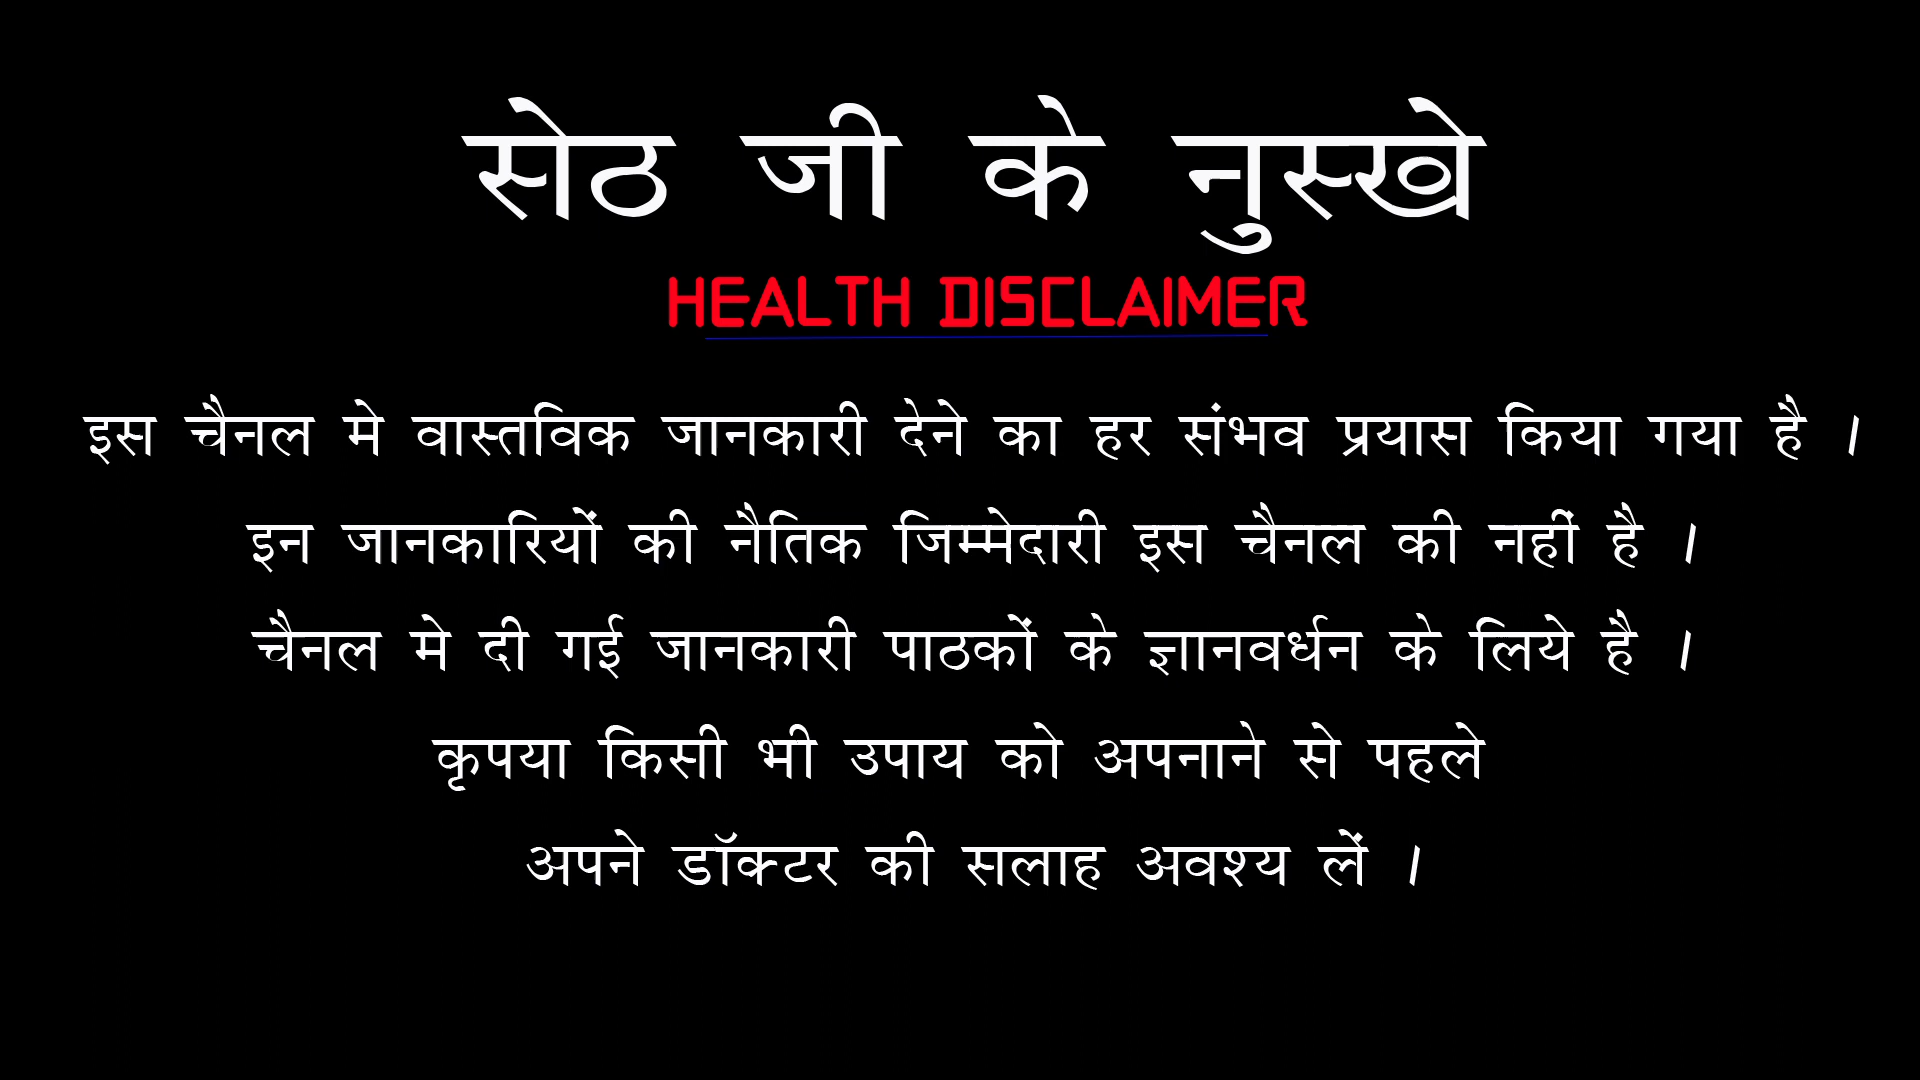 सेठ जी के नुस्खे
HEALTH DISCLAIMER
इस चैनल मे वास्तविक जानकारी देने का हर संभव प्रयास किया गया है ।
इन जानकारियों की नैतिक जिम्मेदारी इस चैनल की नहीं है ।
चैनल मे दी गई जानकारी पाठकों के ज्ञानवर्धन के लिये है ।
कृपया किसी भी उपाय को अपनाने से पहले
अपने डॉक्टर की सलाह अवश्य लें ।